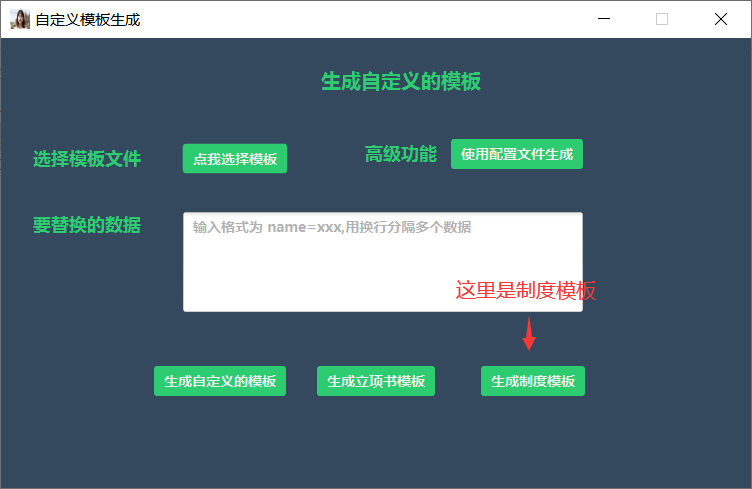 自定义模板生成
生成自定义的模板
选择模板文件
点我选择模板
高级功能
使用配置文件生成
要替换的数据
输入格式为 name=xxx,用换行分隔多个数据
这里是制度模板
生成自定义的模板
生成立项书模板
生成制度模板